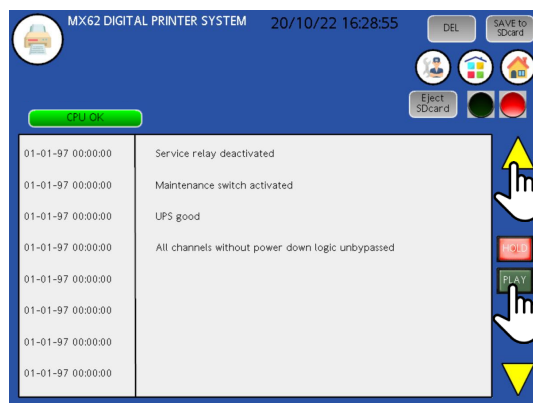 MX62 DIGITAL PRINTER SYSTEM
20/10/22 16:28:55
DEL
SAVE to
SDcard
Eject
SDcard
CPU OK
01-01-97 00:00:00 Service relay deactivated
01-01-97 00:00:00 Maintenance switch activated
01-01-97 00:00:00 UPS good
01-01-97 00:00:00 All channels without power down logic unbypassed
HOLD
01-01-97 00:00:00
PLAY
01-01-97 00:00:00
01-01-97 00:00:00
01-01-97 00:00:00